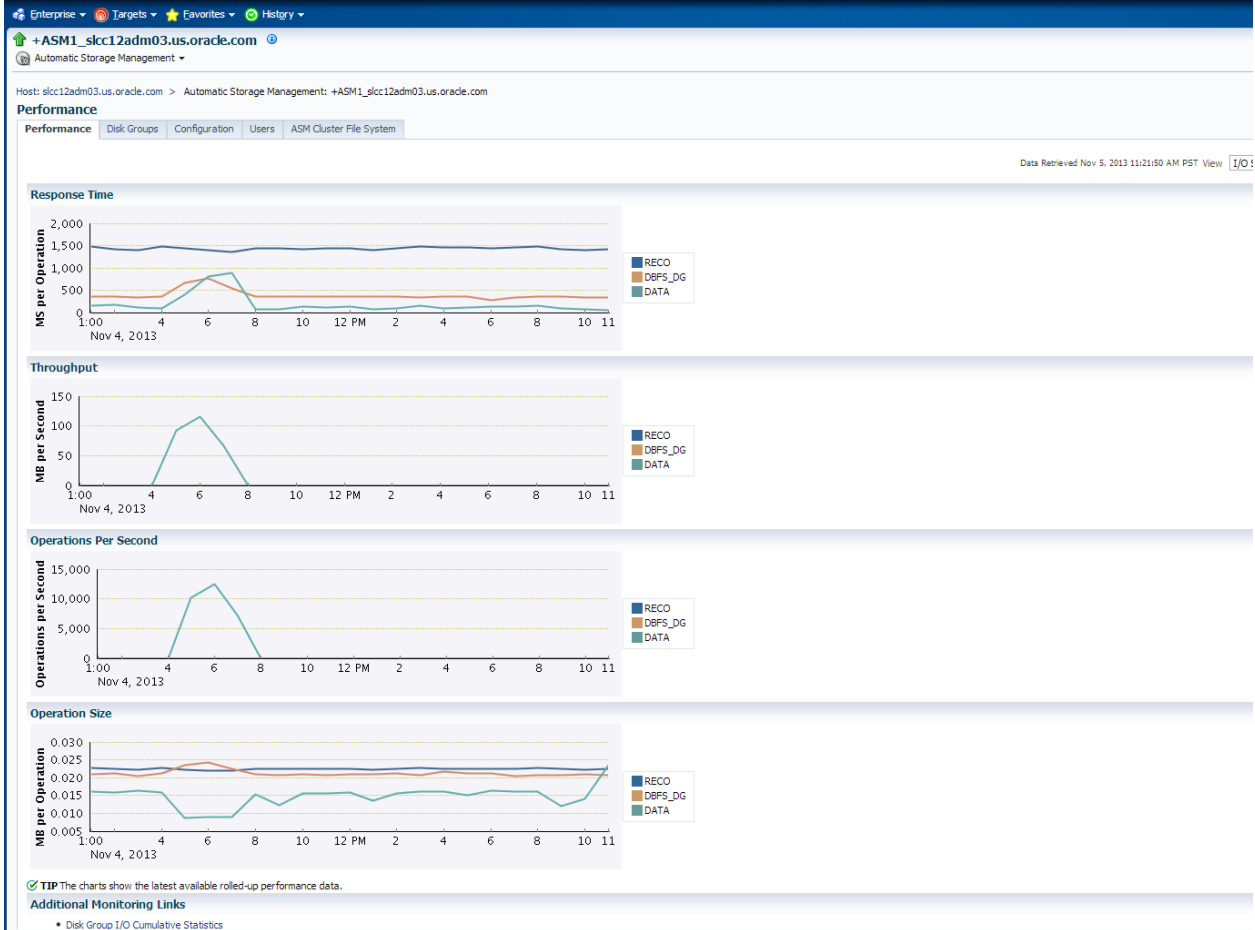 Enterprise Targets Favorites History
+ASM1_slcc12adm03.us.oracle.com
Automatic Storage Management
Host: slcc12adm03.us.oracle.com > Automatic Storage Management: +ASM1_slcc12adm03.us.oracle.com
Performance
Performance Disk Groups Configuration Users ASM Cluster File System
Data Retrieved Nov 5, 2013 11:21:50 AM PST View I/O S
Response Time
MS per Operation
2,000
1,500
1,000
500
0
1:00 4 6 8 10 12 PM 2 4 6 8 10 11
Nov 4, 2013
RECO
DBFS_DG
DATA
Throughput
MB per Second
150
100
50
0
1:00 4 6 8 10 12 PM 2 4 6 8 10 11
Nov 4, 2013
RECO
DBFS_DG
DATA
Operations Per Second
Operations per Second
15,000
10,000
5,000
0
1:00 4 6 8 10 12 PM 2 4 6 8 10 11
Nov 4, 2013
RECO
DBFS_DG
DATA
Operation Size
MB per Operation
0.030
0.025
0.020
0.015
0.010
0.005
1:00 4 6 8 10 12 PM 2 4 6 8 10 11
Nov 4, 2013
RECO
DBFS_DG
DATA
TIP The charts show the latest available rolled-up performance data.
Additional Monitoring Links
• Disk Group I/O Cumulative Statistics